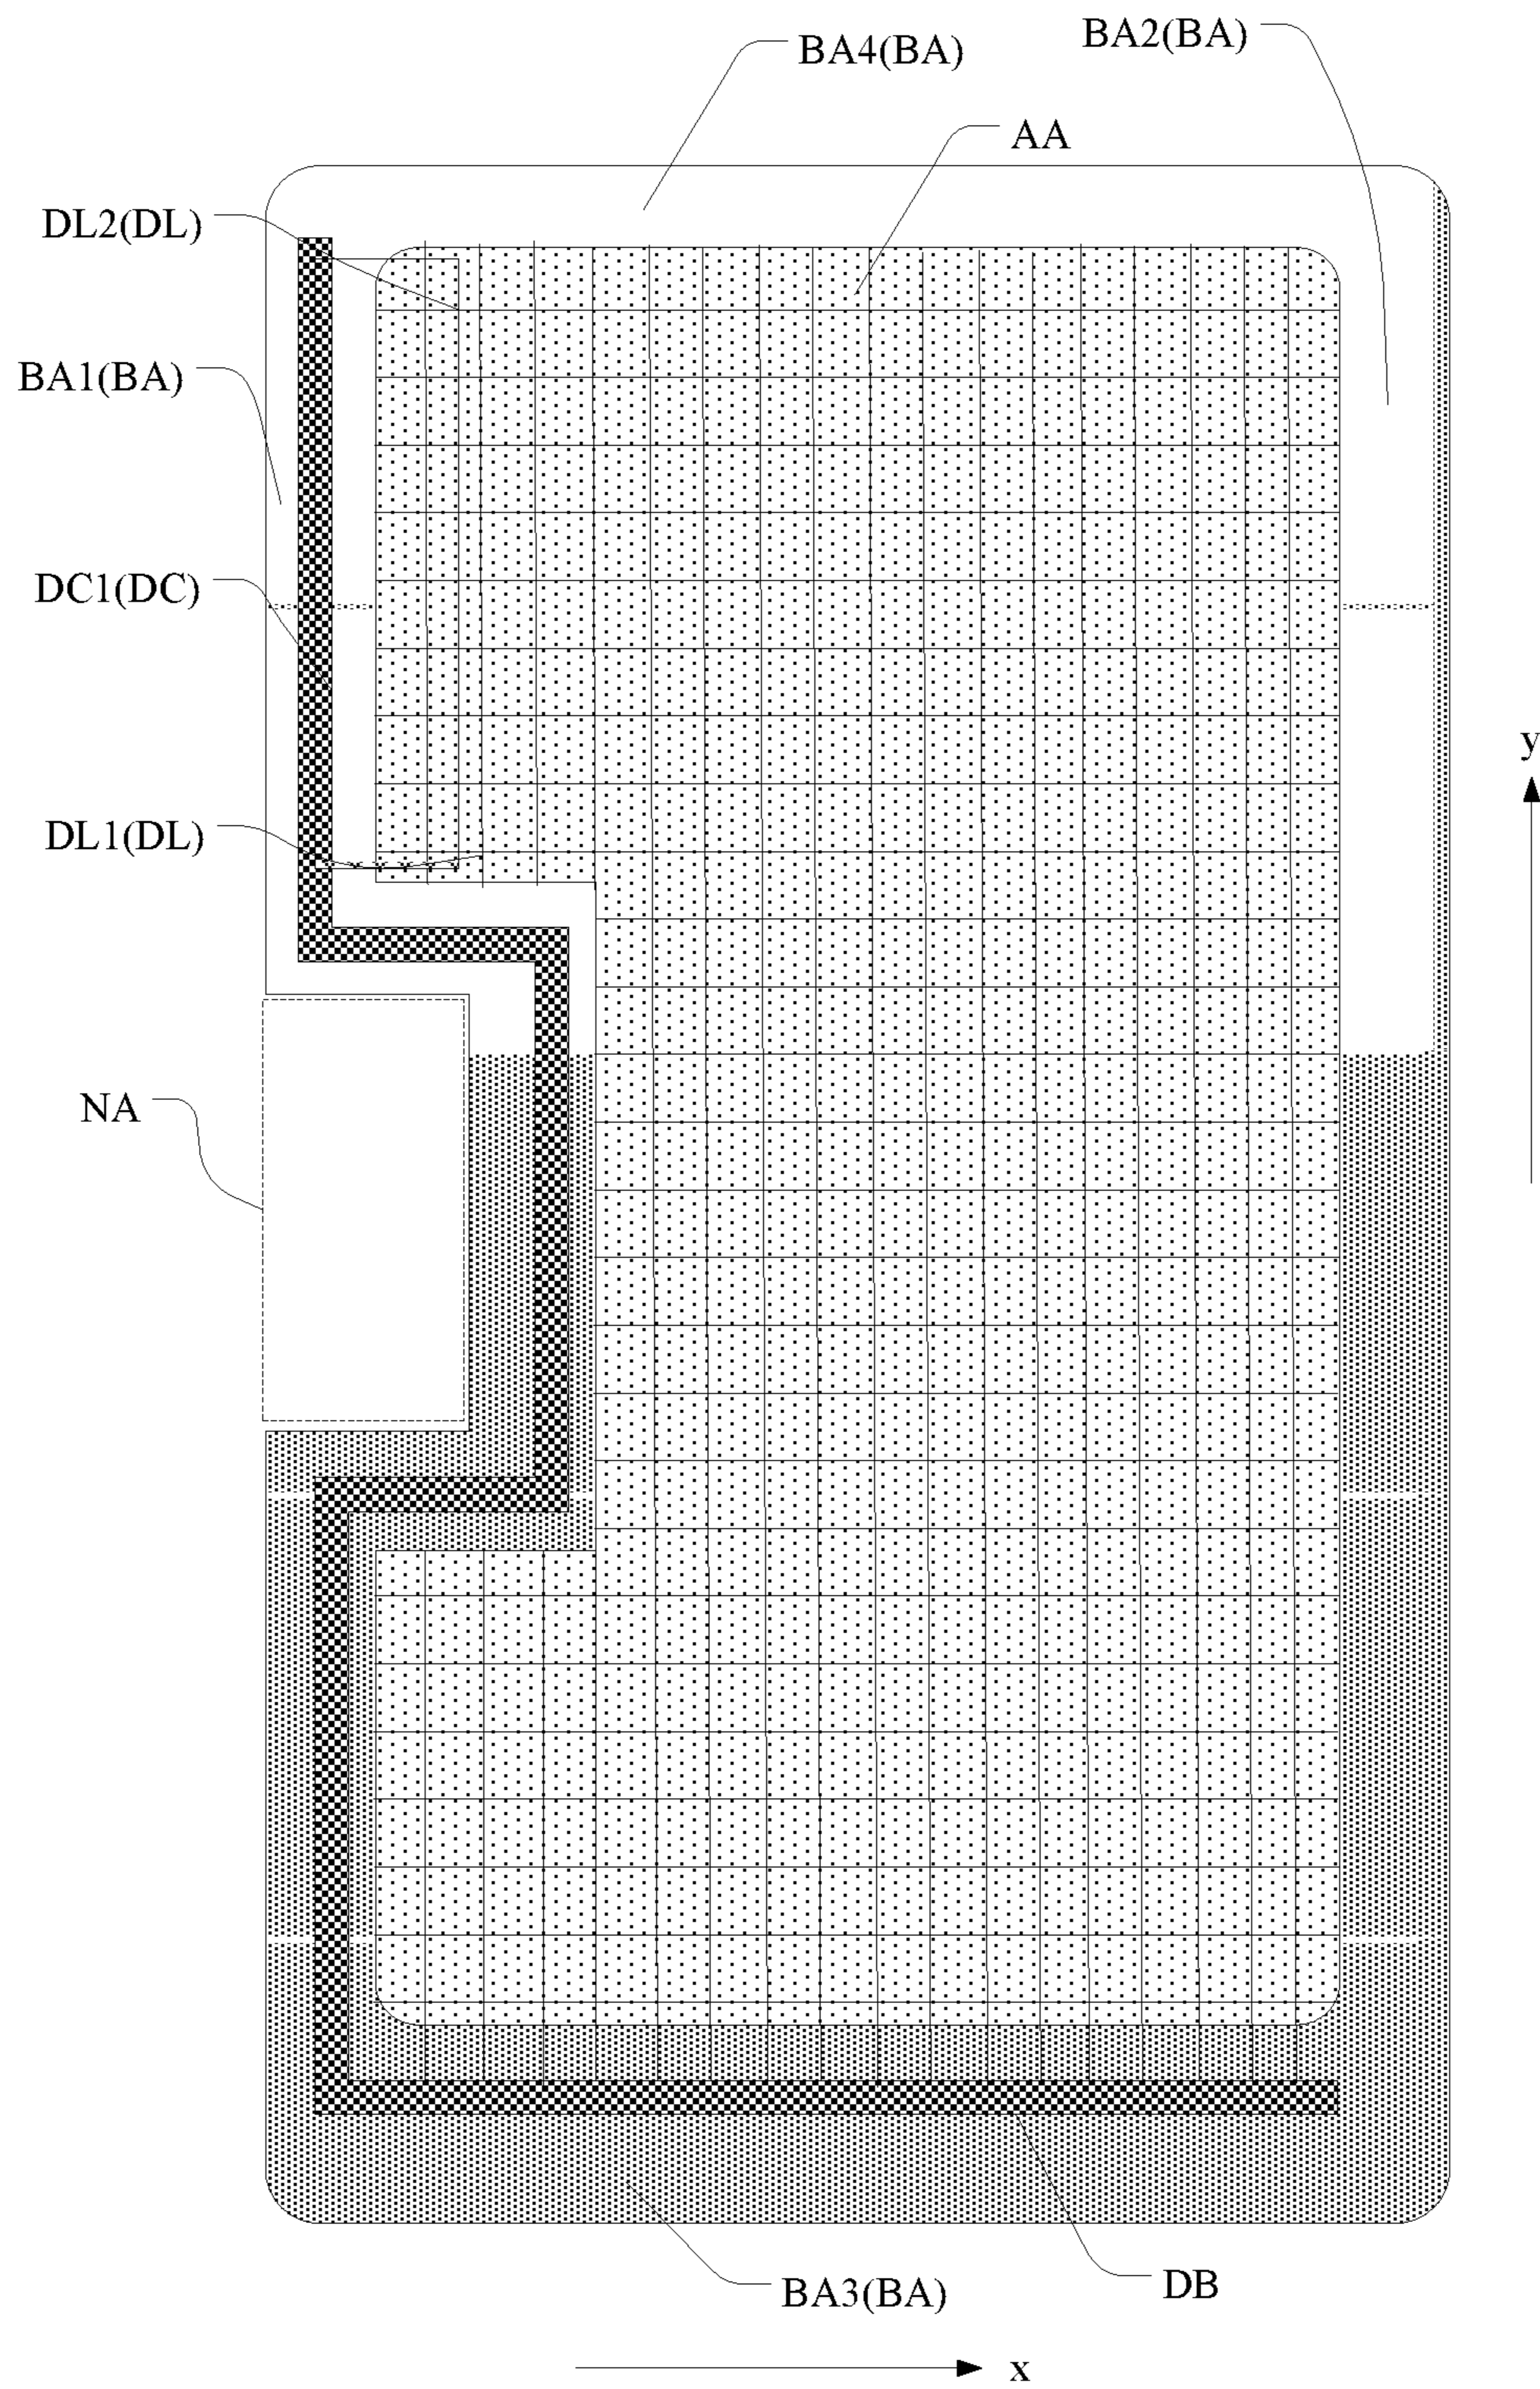 BA2(BA)
BA4(BA)
AA
DL2(DL)
BA1(BA)
DC1(DC)
y
DL1(DL)
NA
DB
BA3(BA)
x